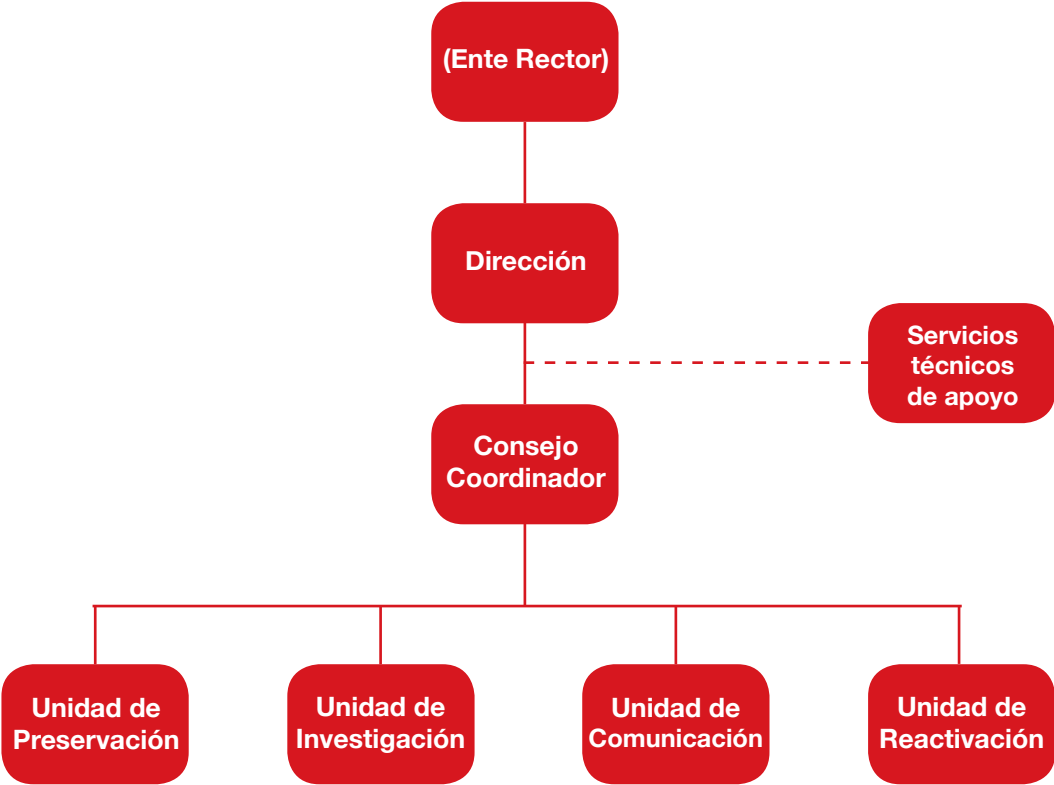 (Ente Rector)
Dirección
Servicios
técnicos
de apoyo
Consejo
Coordinador
Unidad de
Preservación
Unidad de
Investigación
Unidad de
Comunicación
Unidad de
Reactivación